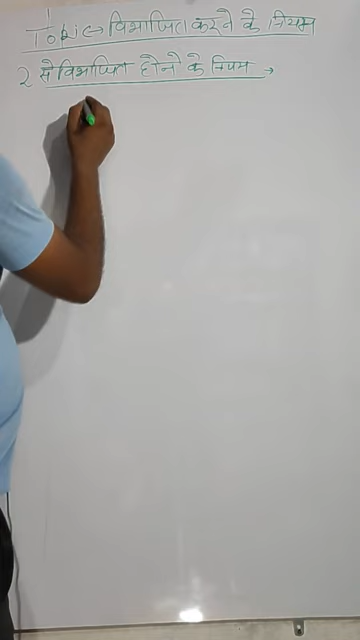 Topic → विभाजित करने के नियम
2 से विभाजित होने के नियम →